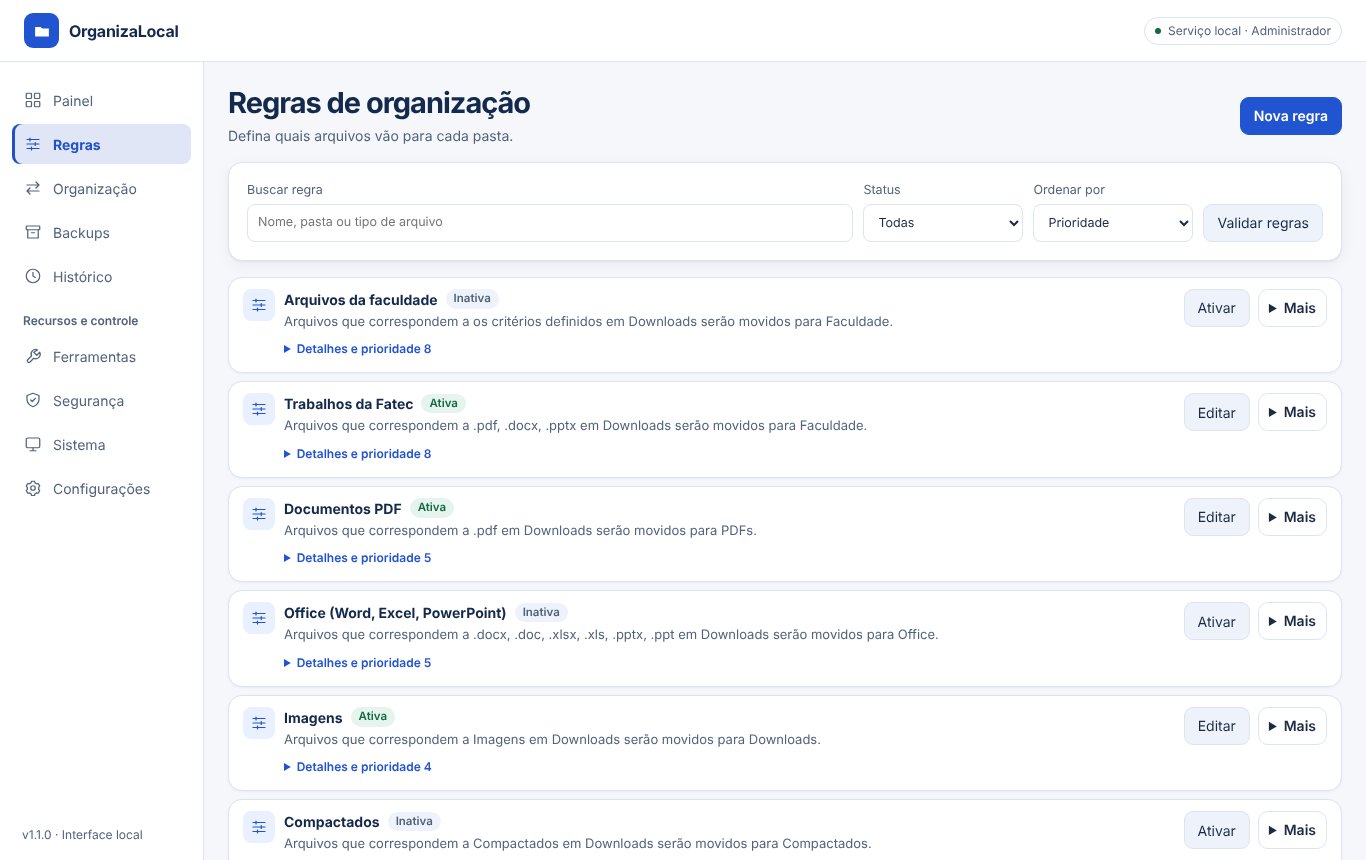 OrganizaLocal
Serviço local · Administrador
Painel
Regras
Organização
Backups
Histórico
Recursos e controle
Ferramentas
Segurança
Sistema
Configurações
v1.1.0 · Interface local
Regras de organização
Defina quais arquivos vão para cada pasta.
Nova regra
Buscar regra
Nome, pasta ou tipo de arquivo
Status
Todas
Ordenar por
Prioridade
Validar regras
Arquivos da faculdade Inativa
Arquivos que correspondem a os critérios definidos em Downloads serão movidos para Faculdade.
Detalhes e prioridade 8
Ativar
Mais
Trabalhos da Fatec Ativa
Arquivos que correspondem a .pdf, .docx, .pptx em Downloads serão movidos para Faculdade.
Detalhes e prioridade 8
Editar
Mais
Documentos PDF Ativa
Arquivos que correspondem a .pdf em Downloads serão movidos para PDFs.
Detalhes e prioridade 5
Editar
Mais
Office (Word, Excel, PowerPoint) Inativa
Arquivos que correspondem a .docx, .doc, .xlsx, .xls, .pptx, .ppt em Downloads serão movidos para Office.
Detalhes e prioridade 5
Ativar
Mais
Imagens Ativa
Arquivos que correspondem a Imagens em Downloads serão movidos para Downloads.
Detalhes e prioridade 4
Editar
Mais
Compactados Inativa
Arquivos que correspondem a Compactados em Downloads serão movidos para Compactados.
Ativar
Mais